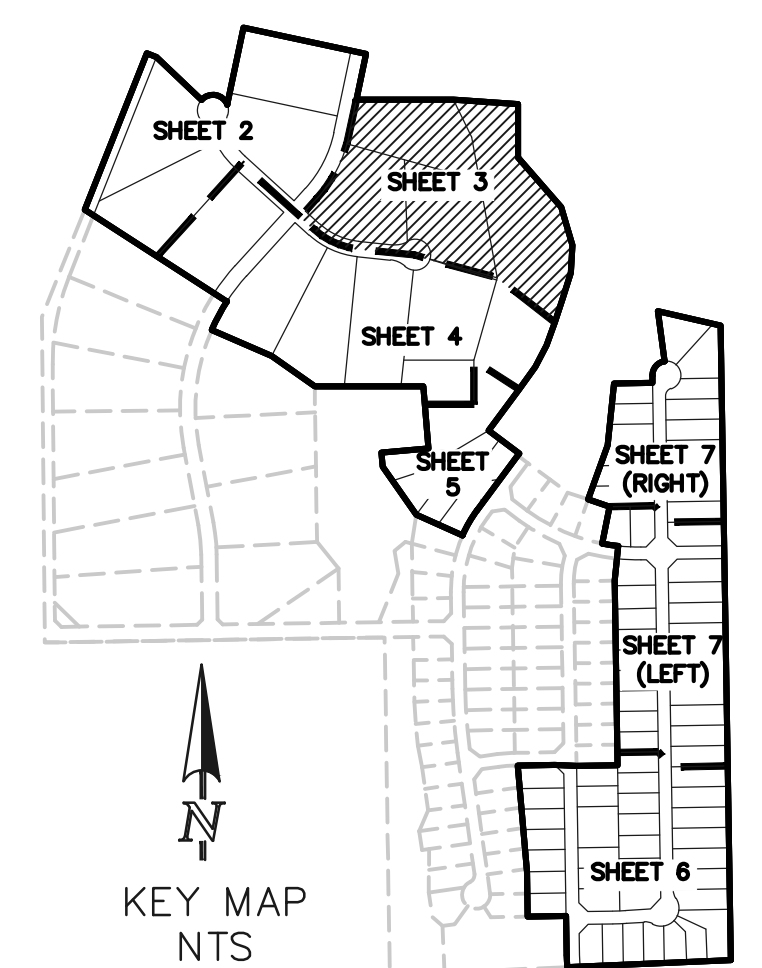 SHEET 2
SHEET 3
SHEET 4
SHEET
5
SHEET 7
(RIGHT)
SHEET 7
(LEFT)
SHEET 6
N
KEY MAP
NTS